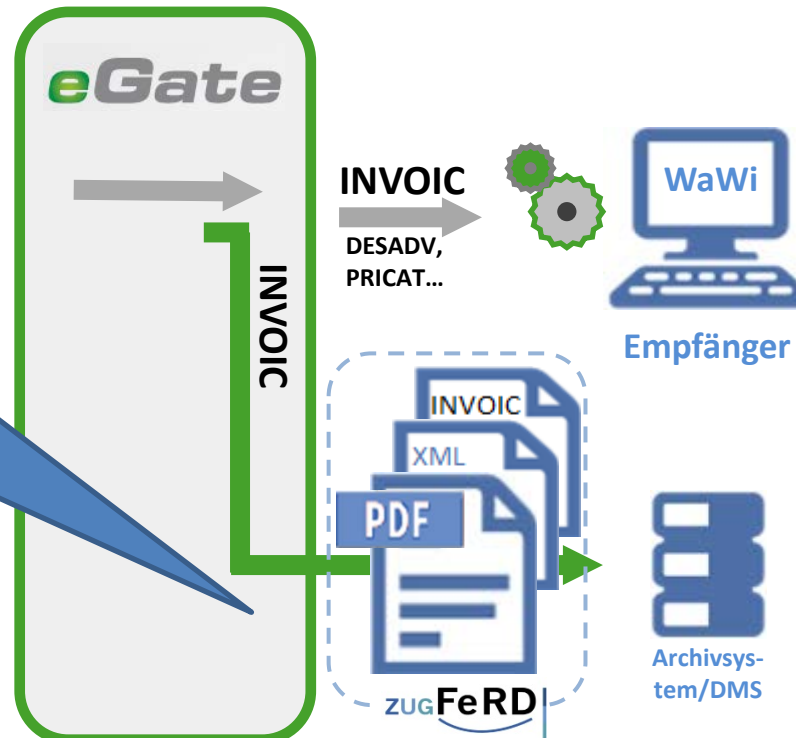 eGate
INVOIC
DESADV,
PRICAT...
WaWi
Empfänger
INVOIC
INVOIC
XML
PDF
ZUGFeRD
Archivsys-
tem/DMS